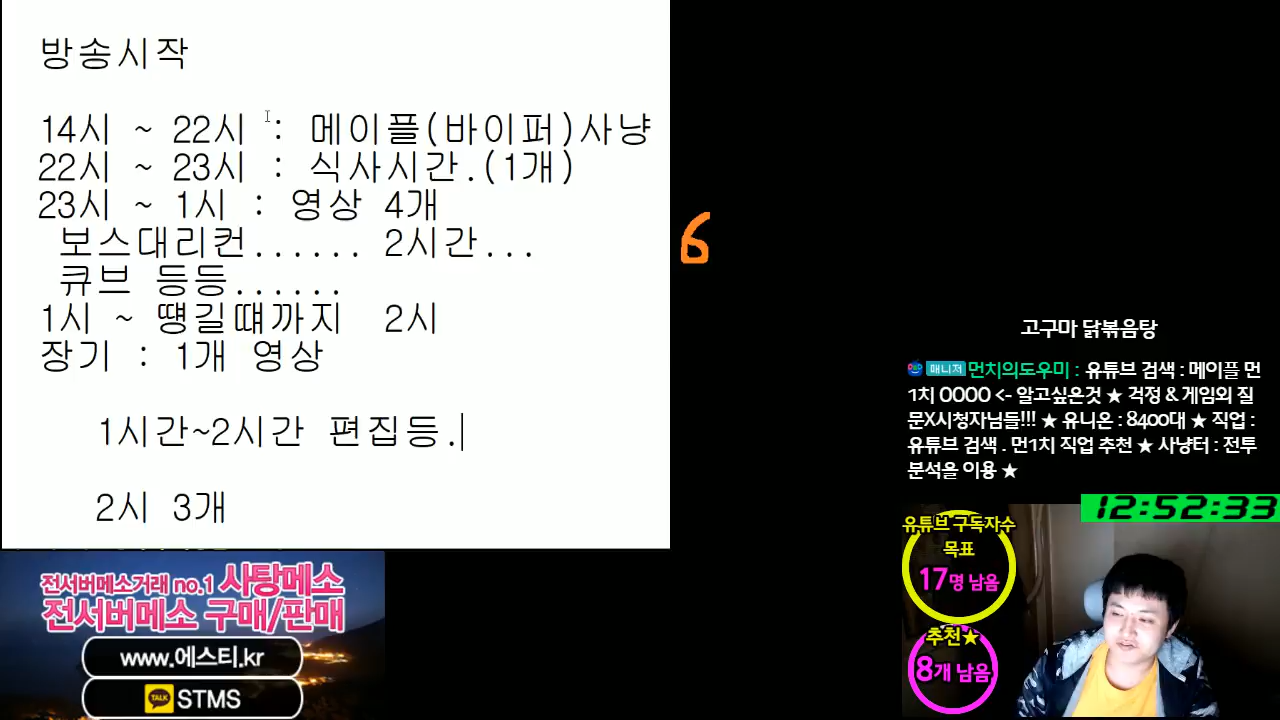 방송시작
14시 ~ 22시 : 메이플(바이퍼)사냥
22시 ~ 23시 : 식사시간.(1개)
23시 ~ 1시 : 영상 4개
보스대리컨...... 2시간...
큐브 등등......
1시 ~ 떙길떄까지 2시
장기 : 1개 영상
1시간~2시간 편집등.
2시 3개
6
고구마 닭볶음탕
매니저 먼치의도우미 : 유튜브 검색 : 메이플 먼
1치 0000 <- 알고싶은것 ★ 걱정 & 게임외 질
문X시청자님들!!! ★ 유니온 : 8400대 ★ 직업 :
유튜브 검색 . 먼1치 직업 추천 ★ 사냥터 : 전투
분석을 이용 ★
12:52:33
유튜브 구독자수
목표
17명 남음
추천★
8개 남음
전서버메소거래 no.1 사탕메소
전서버메소 구매/판매
www.에스티.kr
TALK STMS